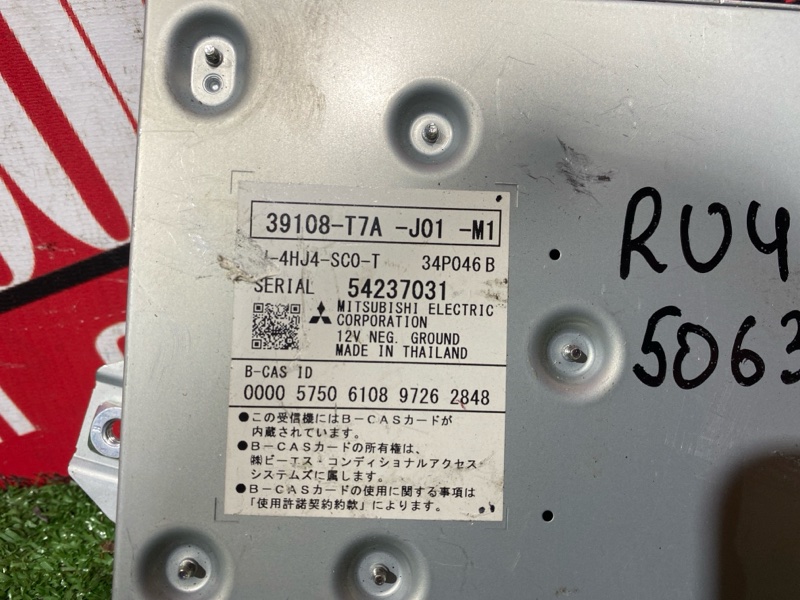 39108-T7A -J01 -M1
-4HJ4-SC0-T 34P046B
SERIAL 54237031
MITSUBISHI ELECTRIC
CORPORATION
12V NEG. GROUND
MADE IN THAILAND
B-CAS ID
0000 5750 6108 9726 2848
●この受信機にはB-CASカードが
内蔵されています。
●B-CASカードの所有権は、
㈱ビーエス・コンディショナルアクセス
システムズに属します。
●B-CASカードの使用に関する事項は
「使用許諾契約約款」によります。
RU4
5063